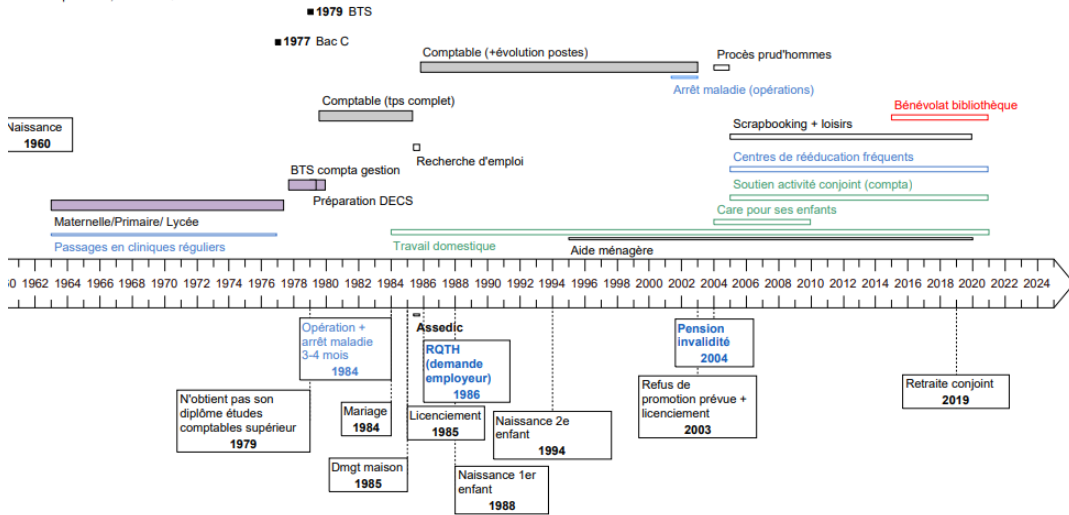 ■ 1979 BTS
■ 1977 Bac C
Comptable (+évolution postes)
Procès prud'hommes
Arrêt maladie (opérations)
Comptable (tps complet)
Bénévolat bibliothèque
Naissance
1960
Scrapbooking + loisirs
Recherche d'emploi
BTS compta gestion
Centres de rééducation fréquents
Préparation DECS
Soutien activité conjoint (compta)
Maternelle/Primaire/ Lycée
Care pour ses enfants
Passages en cliniques réguliers
Travail domestique
Aide ménagère
1962 1964 1966 1968 1970 1972 1974 1976 1978 1980 1982 1984 1986 1988 1990 1992 1994 1996 1998 2000 2002 2004 2006 2008 2010 2012 2014 2016 2018 2020 2022 2024
Opération +
arrêt maladie
3-4 mois
1984
Assedic
RQTH
(demande
employeur)
1986
Pension
invalidité
2004
N'obtient pas son
diplôme études
comptables supérieur
1979
Mariage
1984
Licenciement
1985
Naissance 2e
enfant
1994
Refus de
promotion prévue +
licenciement
2003
Retraite conjoint
2019
Dmgt maison
1985
Naissance 1er
enfant
1988